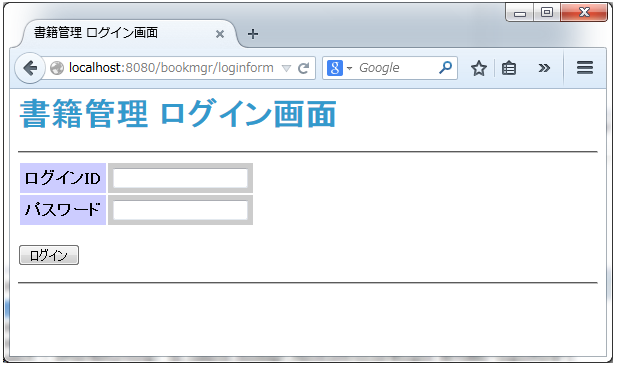 書籍管理 ログイン画面
localhost:8080/bookmgr/loginform
Google
書籍管理 ログイン画面
ログインID
パスワード
ログイン